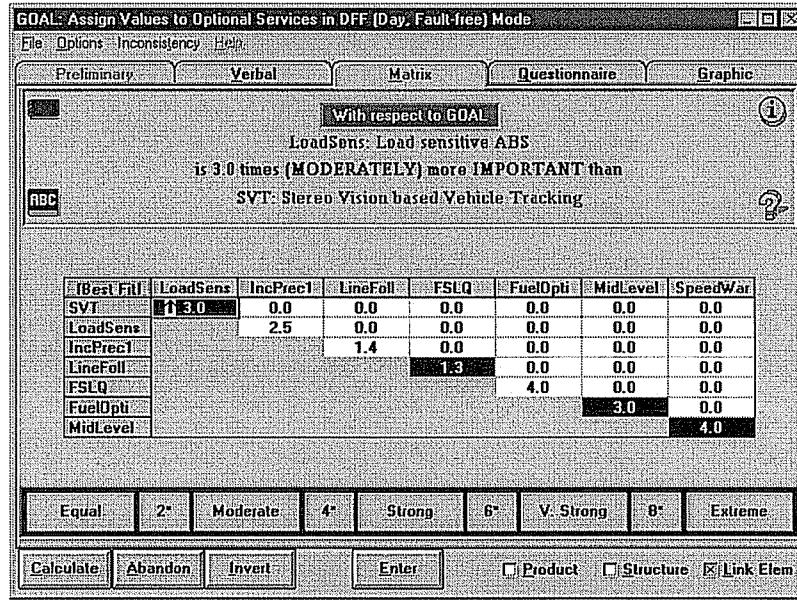 GOAL: Assign Values to Optional Services in DFF (Day, Fault-free) Mode
File Options Inconsistency Help
Preliminary Verbal Matrix Questionnaire Graphic
With respect to GOAL
LoadSens: Load sensitive ABS
is 3.0 times (MODERATELY) more IMPORTANT than
ABC SVT: Stereo Vision based Vehicle Tracking
[Best Fit] LoadSens IncPrec1 LineFoll FSLQ FuelOpti MidLevel SpeedWar
SVT ↑ 3.0 0.0 0.0 0.0 0.0 0.0 0.0
LoadSens 2.5 0.0 0.0 0.0 0.0 0.0
IncPrec1 1.4 0.0 0.0 0.0 0.0
LineFoll 1.3 0.0 0.0 0.0
FSLQ 4.0 0.0 0.0
FuelOpti 3.0 0.0
MidLevel 4.0
Equal 2" Moderate 4" Strong 6" V. Strong 8" Extreme
Calculate Abandon Invert Enter Product Structure Link Elem